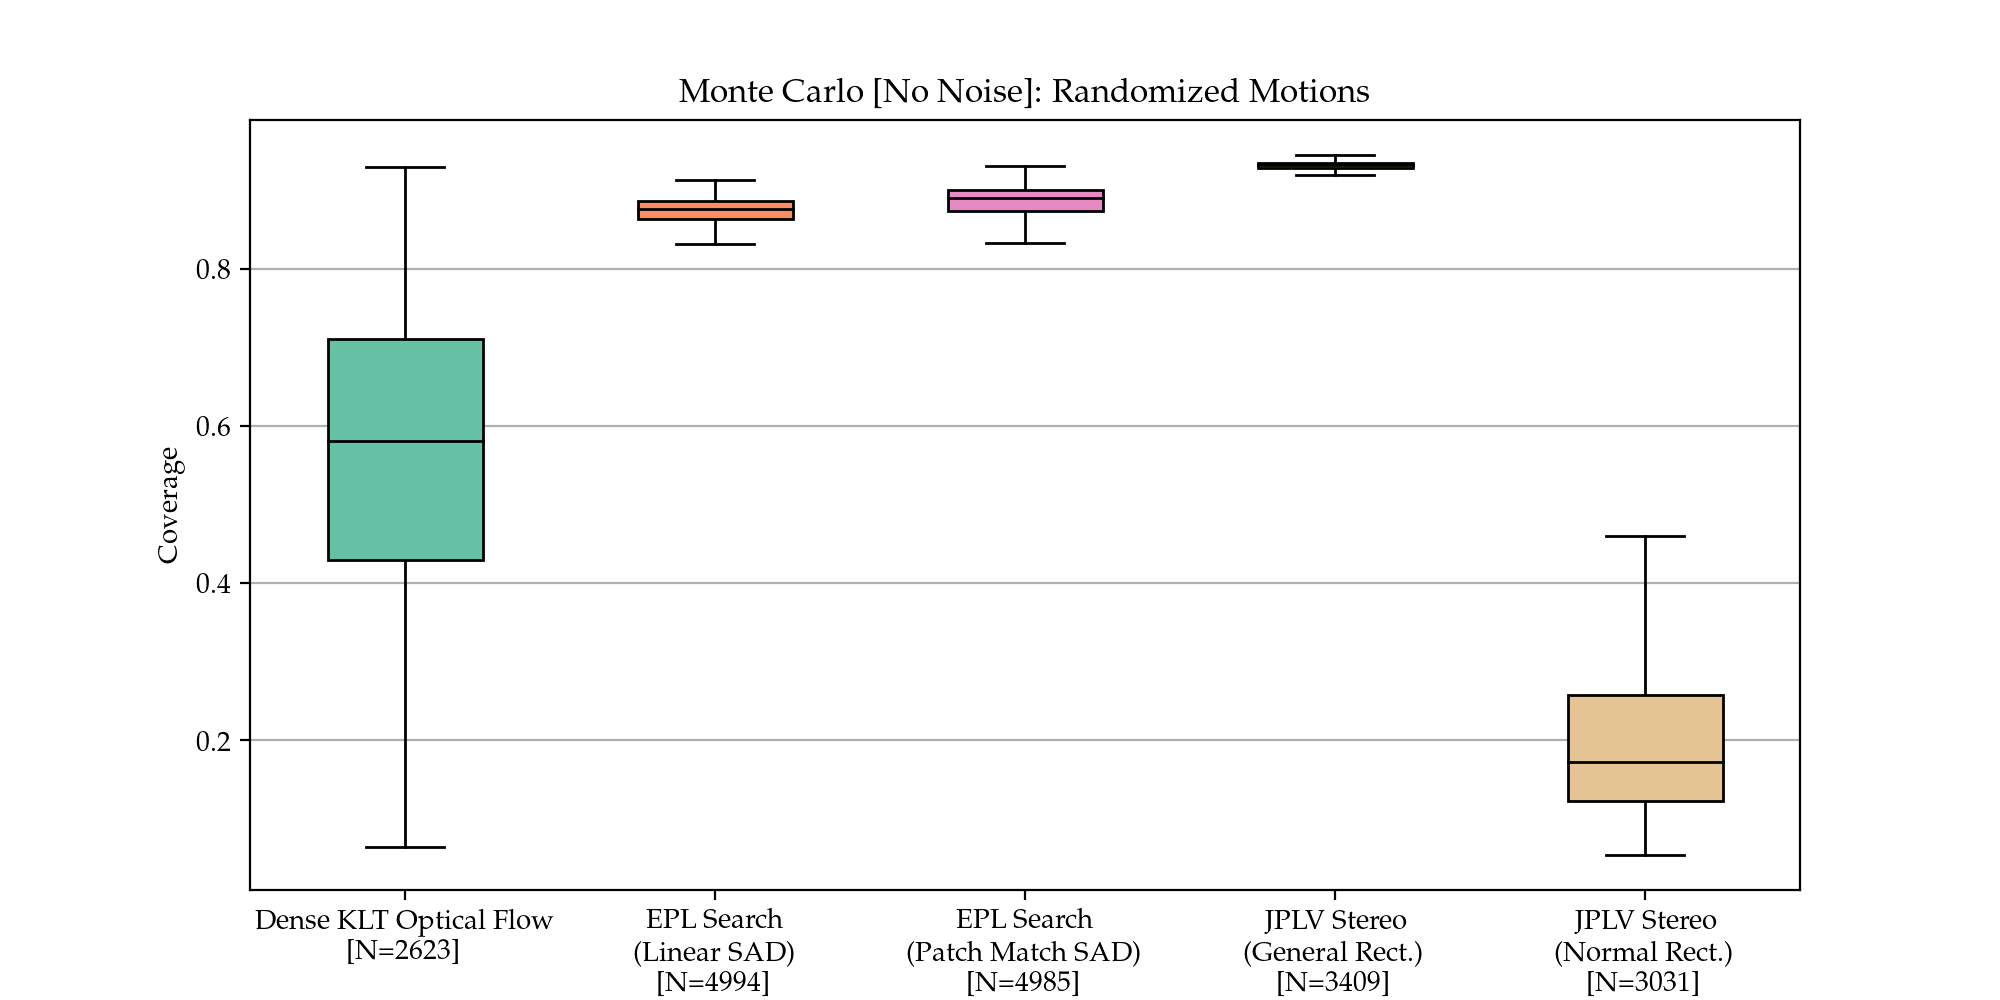 Monte Carlo [No Noise]: Randomized Motions
Coverage
0.8
0.6
0.4
0.2
Dense KLT Optical Flow
[N=2623]
EPL Search
(Linear SAD)
[N=4994]
EPL Search
(Patch Match SAD)
[N=4985]
JPLV Stereo
(General Rect.)
[N=3409]
JPLV Stereo
(Normal Rect.)
[N=3031]